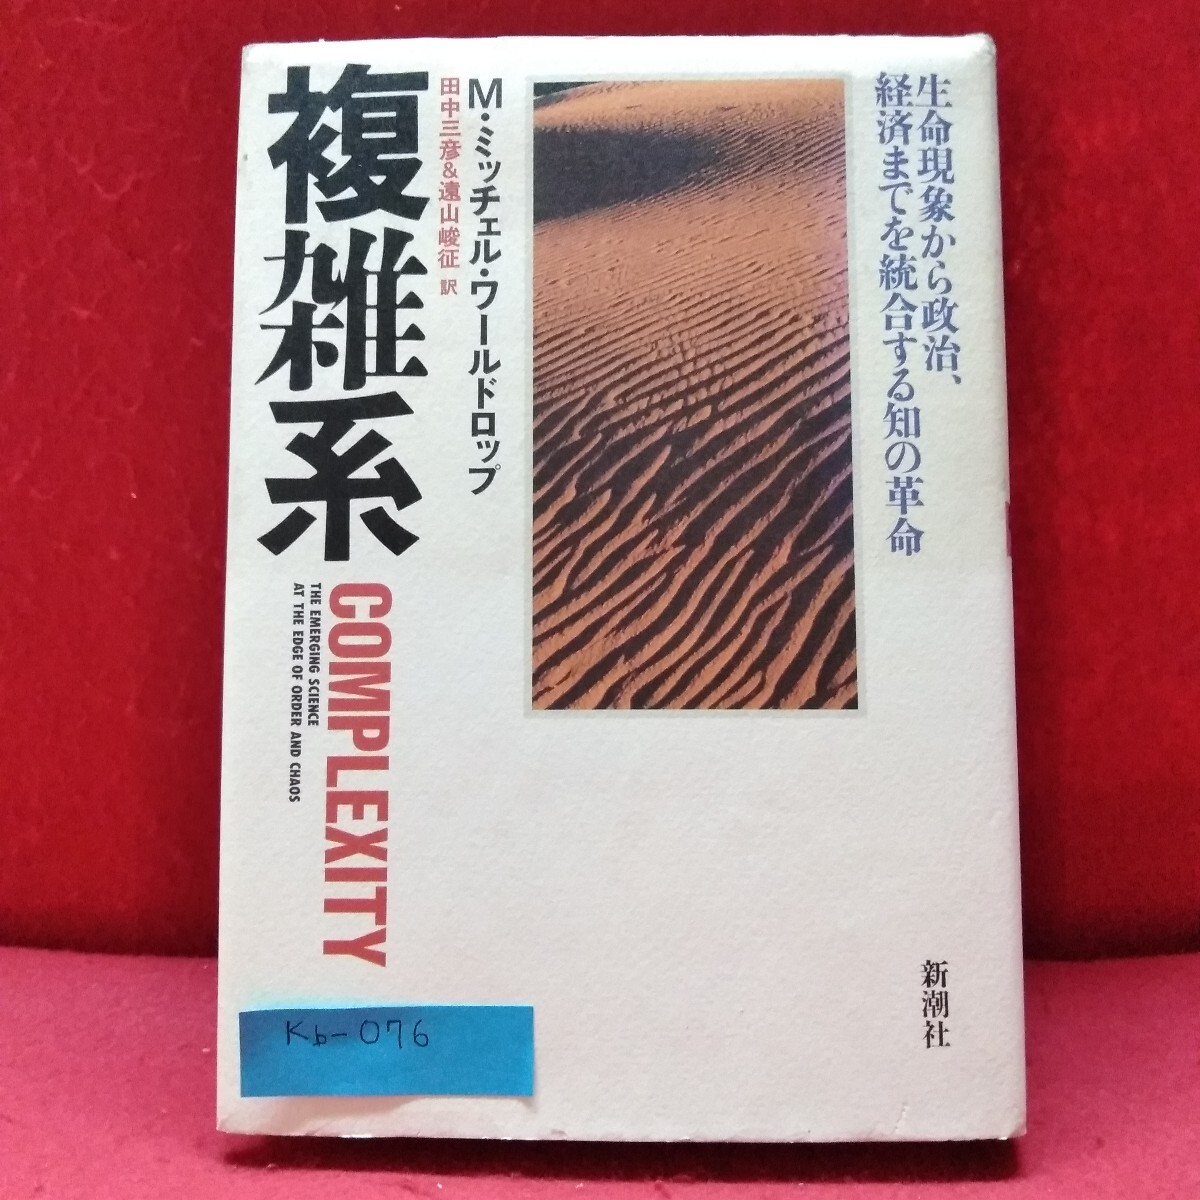 生命現象から政治、
経済までを統合する知の革命
M・ミッチェル・ワールドロップ
田中三彦&遠山峻征 訳
複雑系
COMPLEXITY
THE EMERGING SCIENCE
AT THE EDGE OF ORDER AND CHAOS
新潮社
Kb-076